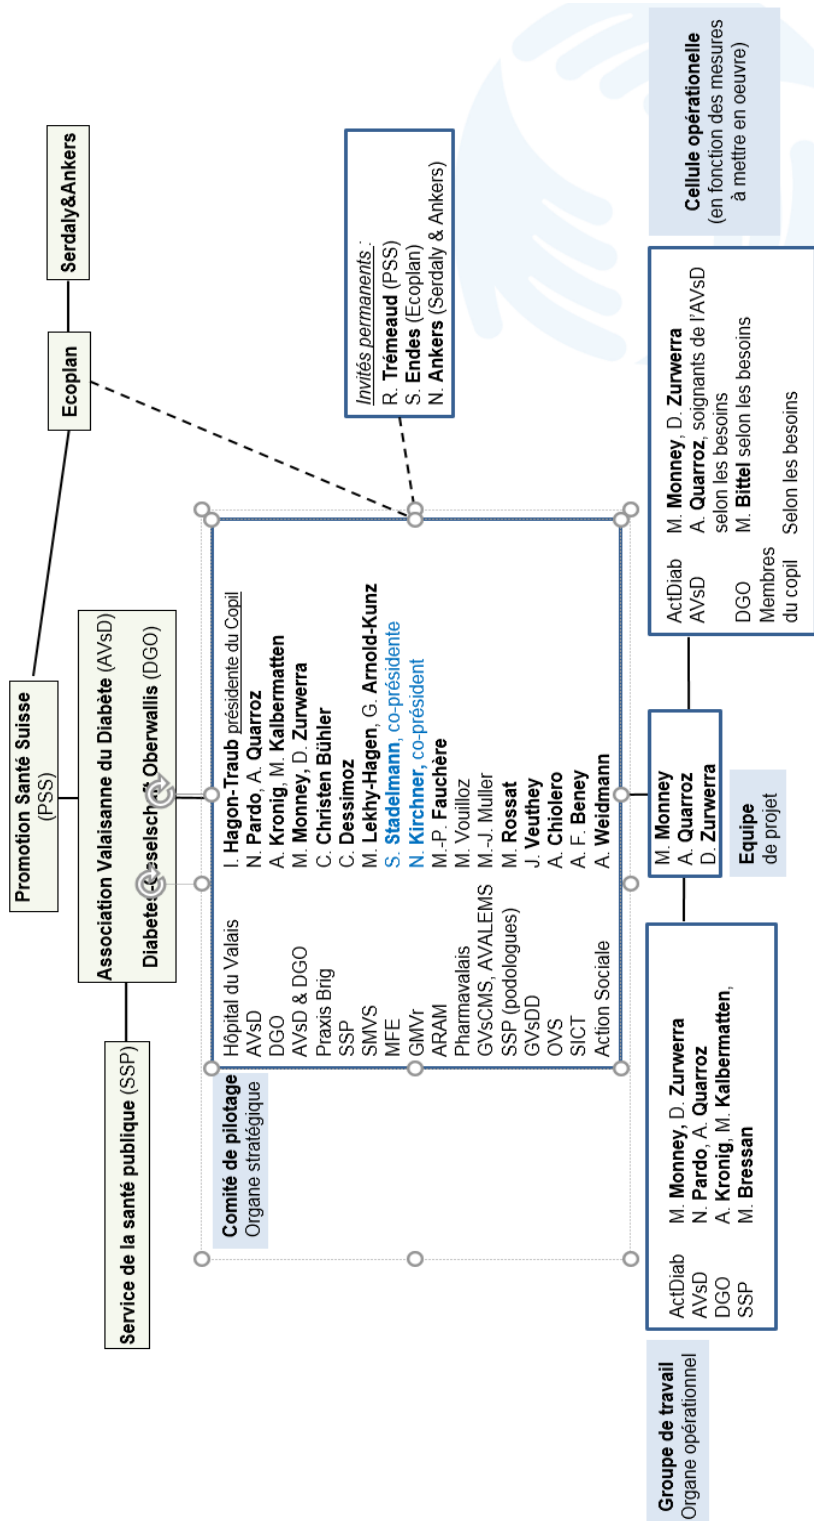 Promotion Santé Suisse
(PSS)
Serdaly&Ankers
Ecoplan
Association Valaisanne du Diabète (AVsD)
Diabetes-Geselschaft Oberwallis (DGO)
Service de la santé publique (SSP)
Comité de pilotage
Organe stratégique
Hôpital du Valais I. Hagon-Traub présidente du Copil
AVsD N. Pardo, A. Quarroz
DGO A. Kronig, M. Kalbermatten
AVsD & DGO M. Monney, D. Zurwerra
Praxis Brig C. Christen Bühler
SSP C. Dessimoz
SMVS M. Lekhy-Hagen, G. Arnold-Kunz
MFE S. Stadelmann, co-présidente
GMVr N. Kirchner, co-président
ARAM M.-P. Fauchère
Pharmavalais M. Vouilloz
GVsCMS, AVALEMS M.-J. Muller
SSP (podologues) M. Rossat
GVsDD J. Veuthey
OVS A. Chiolero
SICT A. F. Beney
Action Sociale A. Weidmann
Invités permanents :
R. Trémeaud (PSS)
S. Endes (Ecoplan)
N. Ankers (Serdaly & Ankers)
Groupe de travail
Organe opérationnel
ActDiab M. Monney, D. Zurwerra
AVsD N. Pardo, A. Quarroz
DGO A. Kronig, M. Kalbermatten,
SSP M. Bressan
M. Monney
A. Quarroz
D. Zurwerra
Equipe
de projet
ActDiab M. Monney, D. Zurwerra
AVsD A. Quarroz, soignants de l'AVsD
selon les besoins
DGO M. Bittel selon les besoins
Membres
du copil Selon les besoins
Cellule opérationelle
(en fonction des mesures
à mettre en oeuvre)